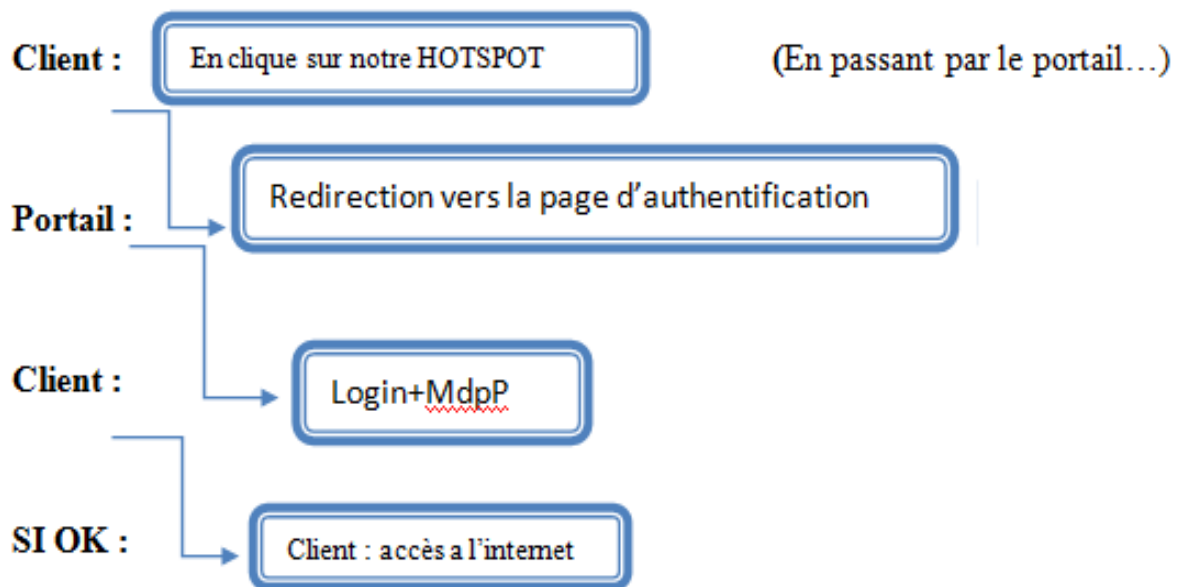 Client : En clique sur notre HOTSPOT (En passant par le portail…)
Redirection vers la page d’authentification
Portail :
Client : Login+MdpP
SI OK : Client : accès a l’internet